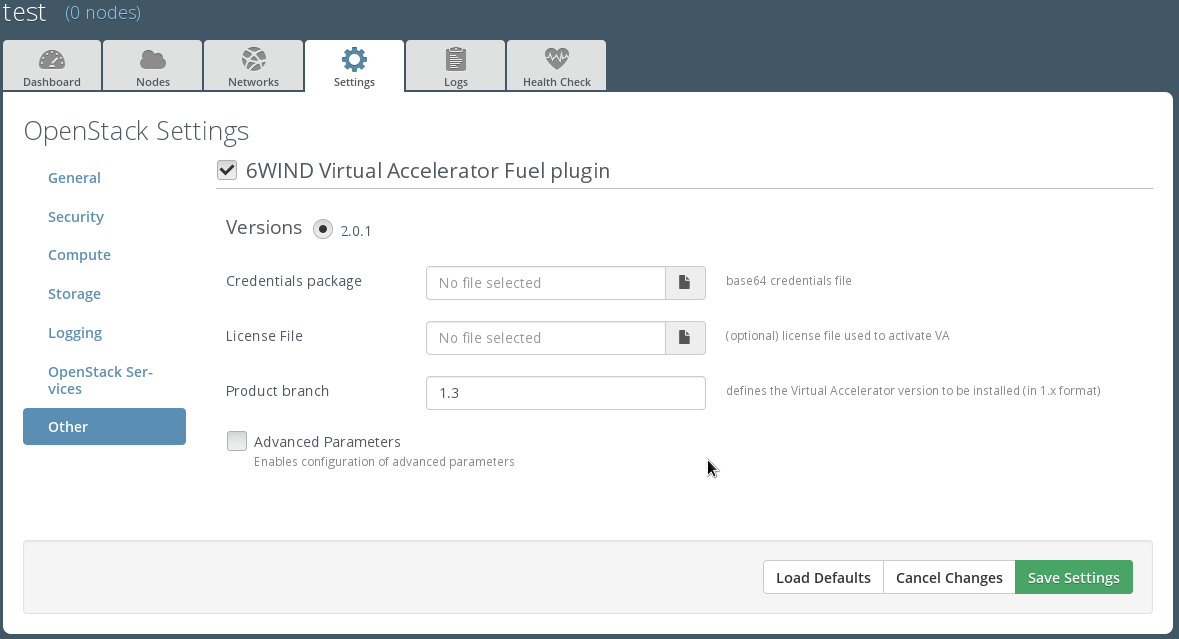 test (0 nodes)
Dashboard Nodes Networks Settings Logs Health Check
OpenStack Settings
General
Security
Compute
Storage
Logging
OpenStack Ser-
vices
Other
6WIND Virtual Accelerator Fuel plugin
Versions 2.0.1
Credentials package No file selected base64 credentials file
License File No file selected (optional) license file used to activate VA
Product branch 1.3 defines the Virtual Accelerator version to be installed (in 1.x format)
Advanced Parameters
Enables configuration of advanced parameters
Load Defaults Cancel Changes Save Settings